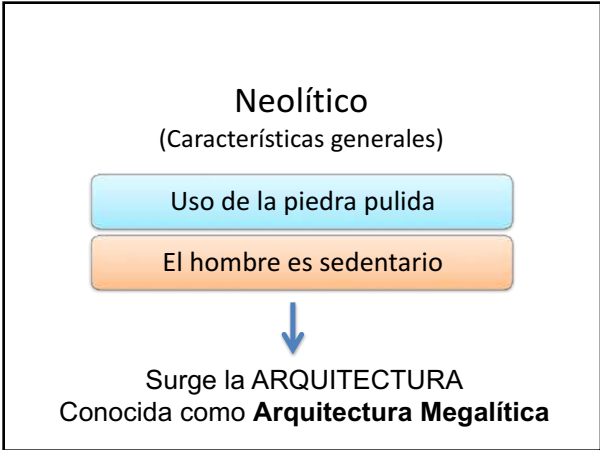 Neolítico
(Características generales)
Uso de la piedra pulida
El hombre es sedentario
Surge la ARQUITECTURA
Conocida como Arquitectura Megalítica